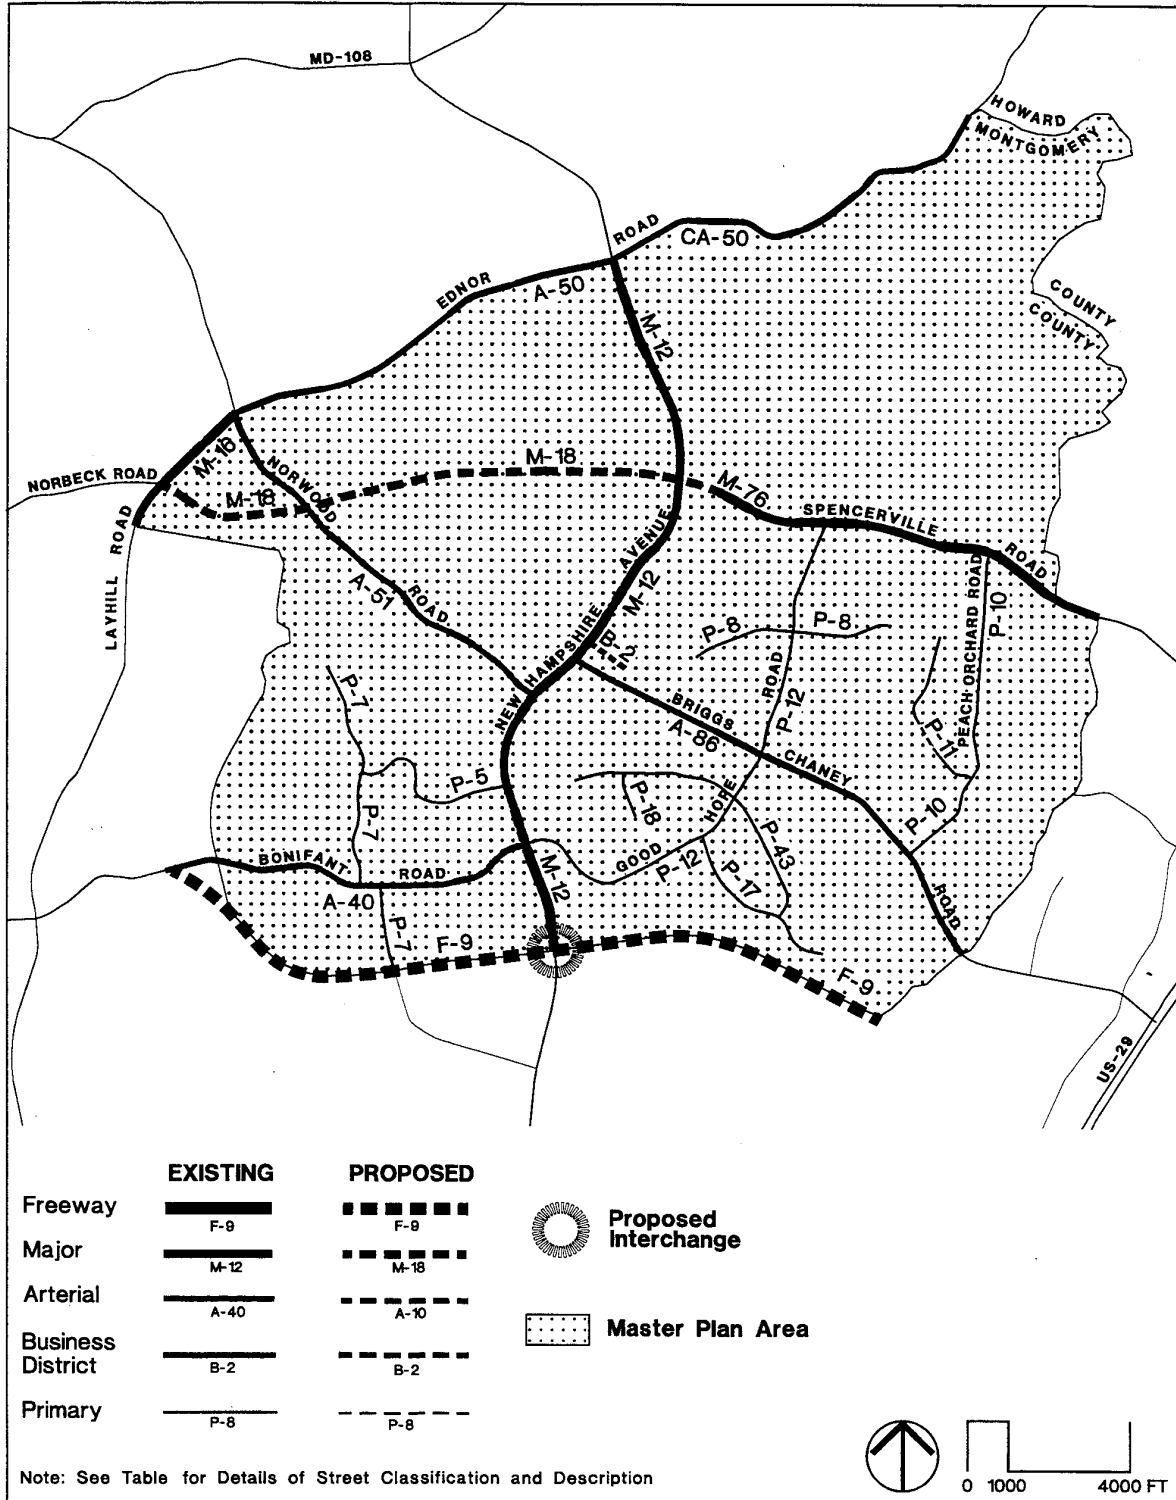 MD-108
HOWARD
MONTGOMERY
ROAD
CA-50
EDNOR
A-50
COUNTY
COUNTY
M-12
M-16
NORBECK ROAD
NORWOOD
M-18
M-18
M-76
SPENCERVILLE
ROAD
LAYHILL ROAD
A-51
ROAD
AVENUE
M-12
NEW HAMPSHIRE
B-2
P-8
P-8
PEACH ORCHARD ROAD
P-10
P-7
BRIGGS
A-86
CHANEY
ROAD
P-12
P-11
P-5
P-18
HORE
P-10
P-7
P-43
BONIFANT
ROAD
A-40
M-12
GOOD
P-12
P-17
ROAD
P-7
F-9
F-9
US-29
EXISTING PROPOSED
Freeway
F-9 F-9
Major
M-12 M-18
Arterial
A-40 A-10
Business
District
B-2 B-2
Primary
P-8 P-8
Proposed
Interchange
Master Plan Area
Note: See Table for Details of Street Classification and Description
0 1000 4000 FT